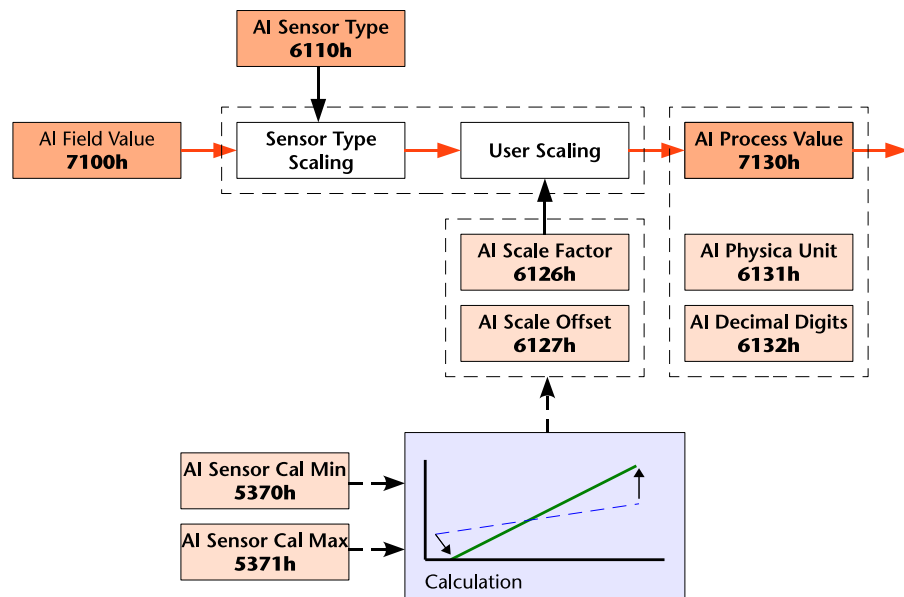 AI Sensor Type
6110h
AI Field Value
7100h
Sensor Type
Scaling
User Scaling
AI Process Value
7130h
AI Scale Factor
6126h
AI Physica Unit
6131h
AI Scale Offset
6127h
AI Decimal Digits
6132h
AI Sensor Cal Min
5370h
AI Sensor Cal Max
5371h
Calculation